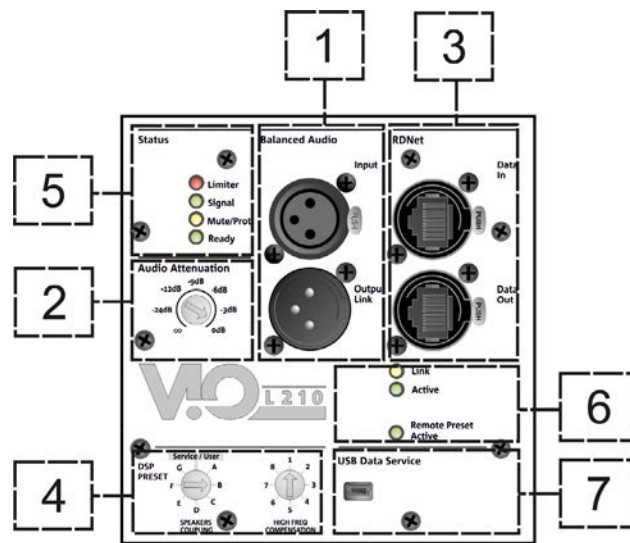 1
3
Status
Balanced Audio
RDNet
Input
Data
In
5
Limiter
Signal
Mute/Prot
Ready
PUSH
PUSH
2
Audio Attenuation
-9dB
-12dB
-6dB
-24dB
-3dB
∞
0dB
Output
Link
Data
Out
PUSH
VIO
L210
Link
Active
Remote Preset
Active
6
4
DSP
PRESET
Service / User
G A
F B
E C
D
SPEAKERS
COUPLING
1
8 2
7 3
6 4
5
HIGH FREQ
COMPENSATION
USB Data Service
7